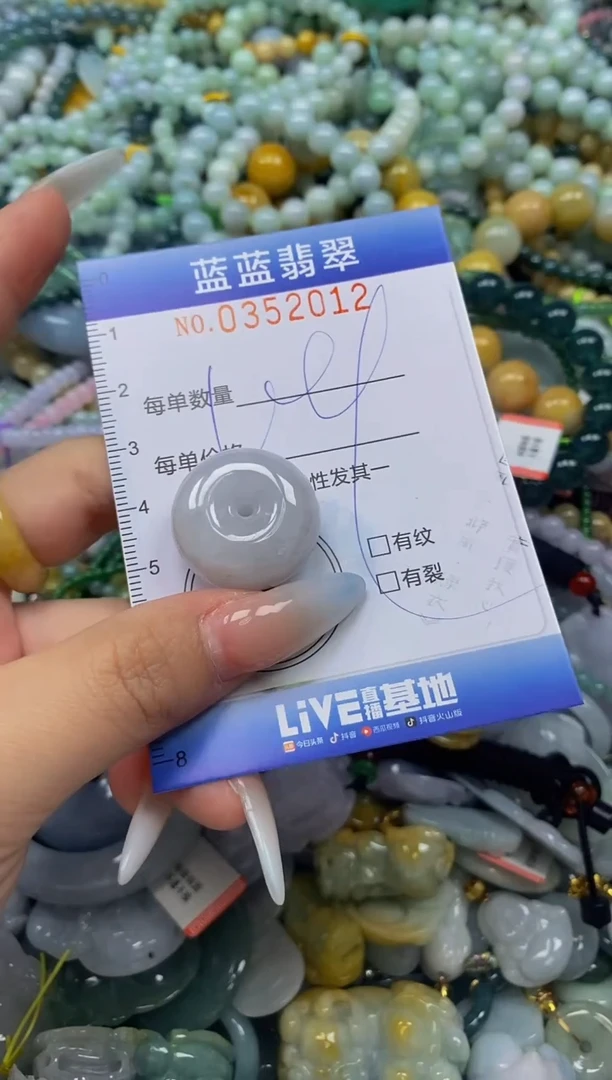 蓝蓝翡翠
NO.0352012
每单数量
每单价格
性发其一
有纹
有裂
LiVE直播基地
今日头条 抖音 西瓜视频 抖音火山版
0
1
2
3
4
5
8